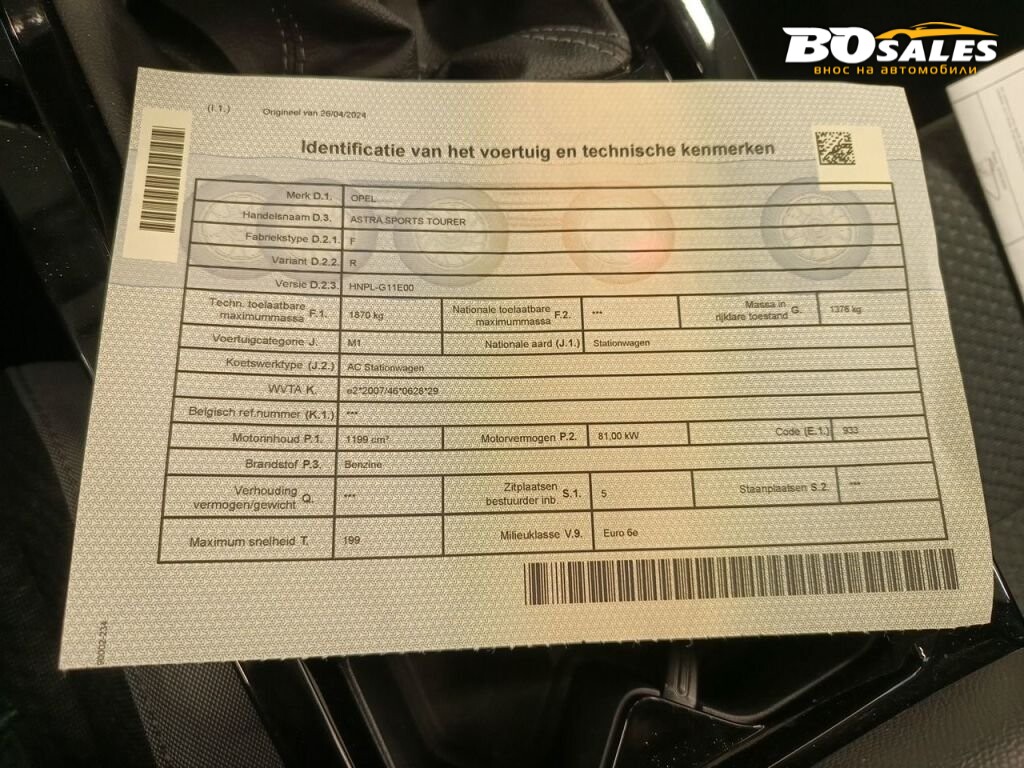 BOSALES
внос на автомобили
(I.1.) Origineel van 26/04/2024
Identificatie van het voertuig en technische kenmerken
Merk D.1. OPEL
Handelsnaam D.3. ASTRA SPORTS TOURER
Fabriekstype D.2.1. F
Variant D.2.2. R
Versie D.2.3. HNPL-G11E00
Techn. toelaatbare maximummassa F.1. 1870 kg Nationale toelaatbare maximummassa F.2. *** Massa in rijklare toestand G. 1376 kg
Voertuigcategorie J. M1 Nationale aard (J.1.) Stationwagen
Koetswerktype (J.2.) AC Stationwagen
WVTA K. e2*2007/46*0628*29
Belgisch ref.nummer (K.1.) ***
Motorinhoud P.1. 1199 cm³ Motorvermogen P.2. 81,00 kW Code (E.1.) 933
Brandstof P.3. Benzine
Verhouding vermogen/gewicht Q. *** Zitplaatsen bestuurder inb. S.1. 5 Staanplaatsen S.2. ***
Maximum snelheid T. 199 Milieuklasse V.9. Euro 6e
90002-234